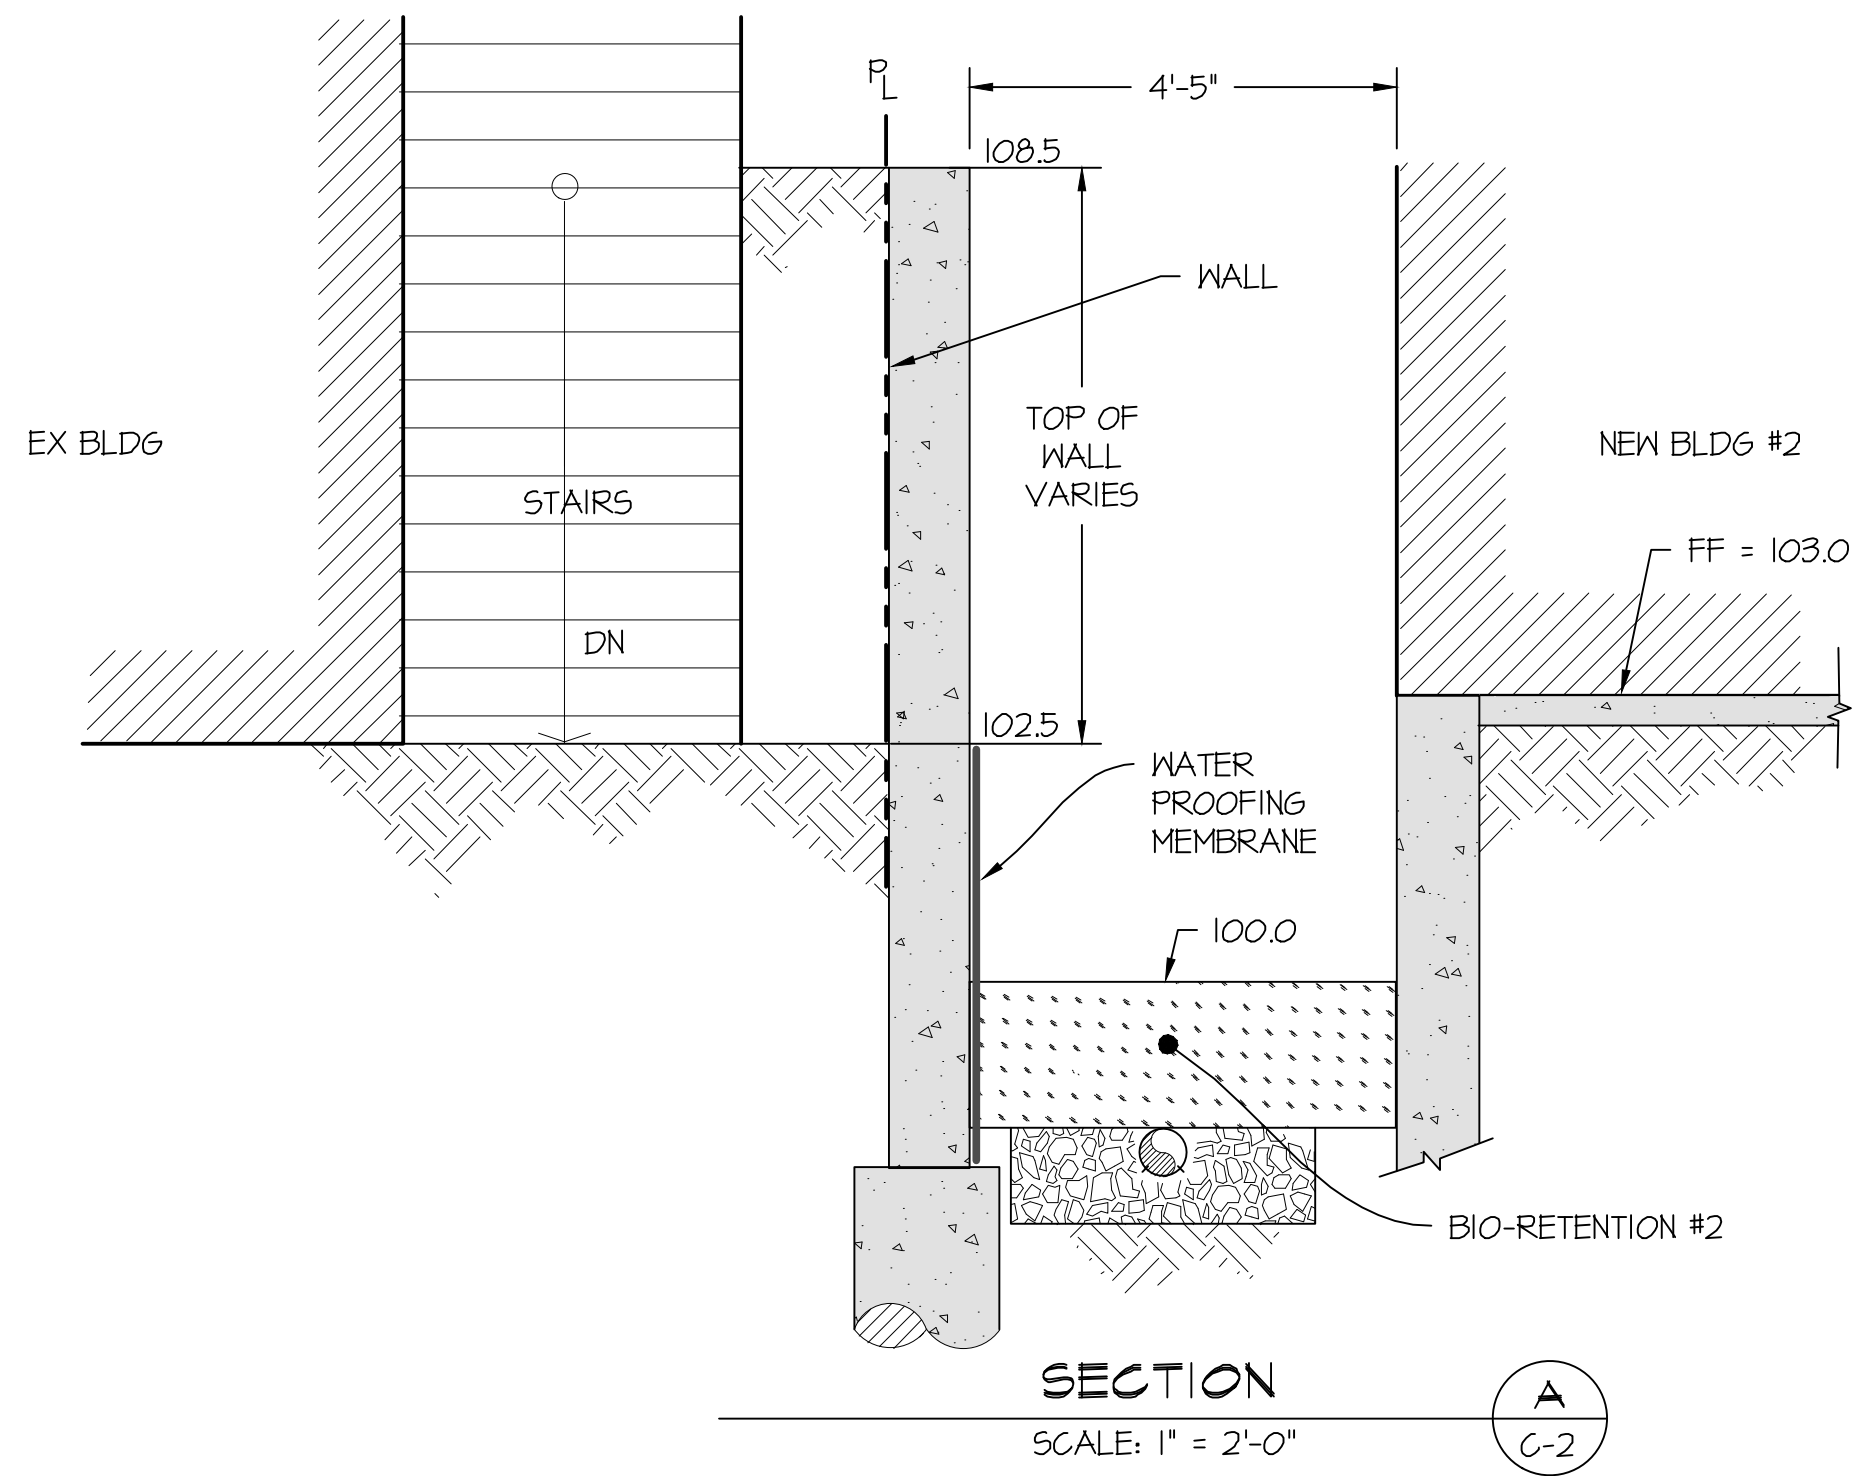 PL
4'-5"
108.5
WALL
TOP OF
WALL
VARIES
EX BLDG
NEW BLDG #2
STAIRS
FF = 103.0
DN
102.5
WATER
PROOFING
MEMBRANE
100.0
BIO-RETENTION #2
SECTION
SCALE: 1" = 2'-0"
A
C-2